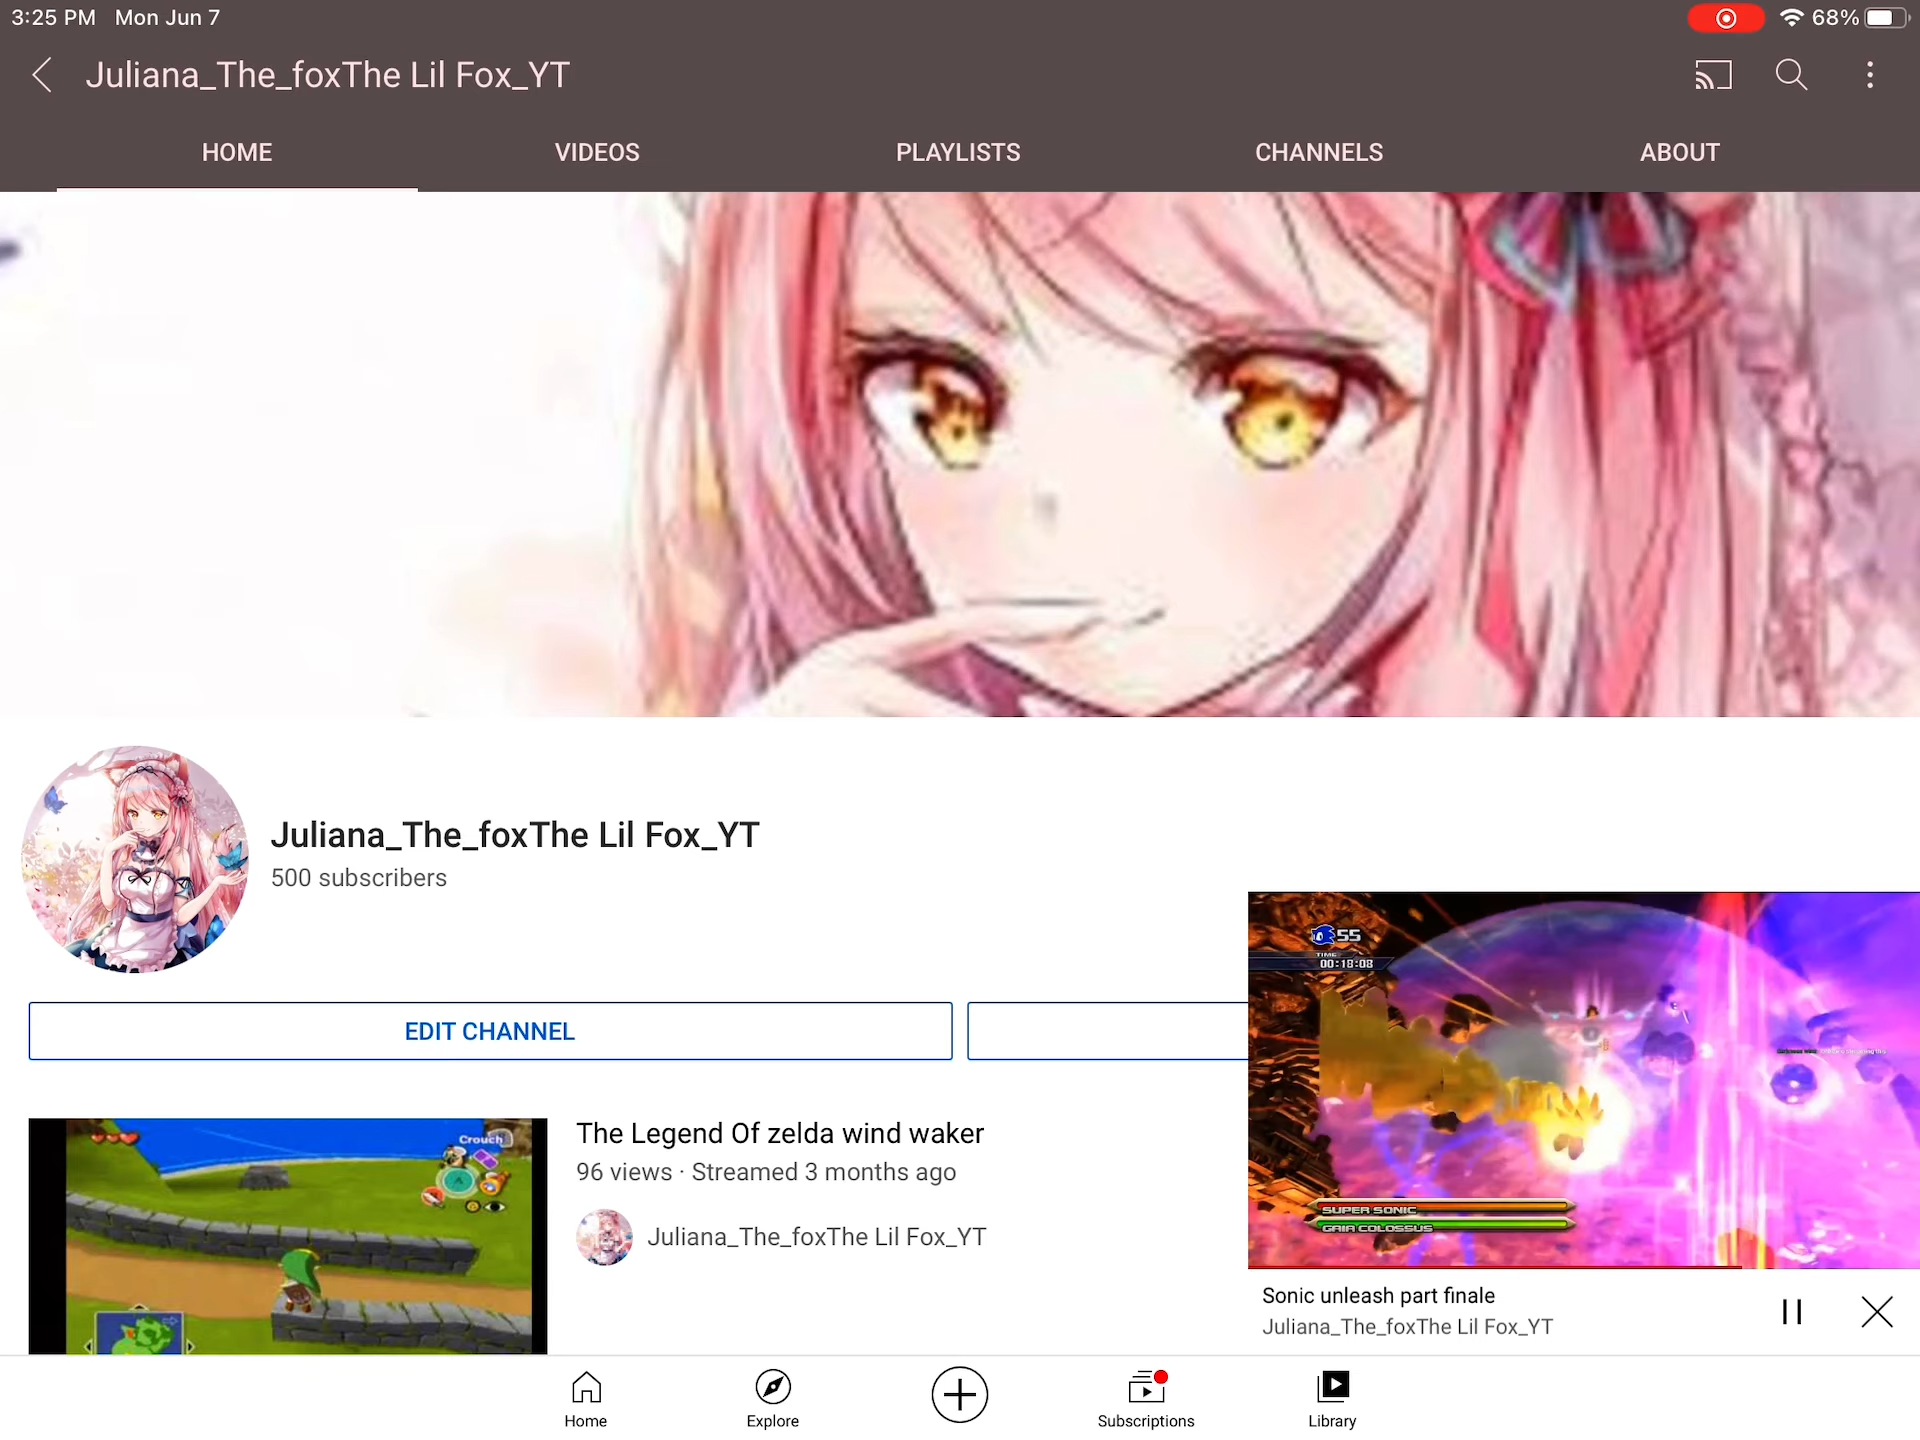 3:25 PM Mon Jun 7
68%
Juliana_The_foxThe Lil Fox_YT
HOME
VIDEOS
PLAYLISTS
CHANNELS
ABOUT
Juliana_The_foxThe Lil Fox_YT
500 subscribers
EDIT CHANNEL
The Legend Of zelda wind waker
96 views · Streamed 3 months ago
Juliana_The_foxThe Lil Fox_YT
Crouch
A
55
TIME
00:18:08
SUPER SONIC
GAIA COLOSSUS
Sonic unleash part finale
Juliana_The_foxThe Lil Fox_YT
Home
Explore
Subscriptions
Library